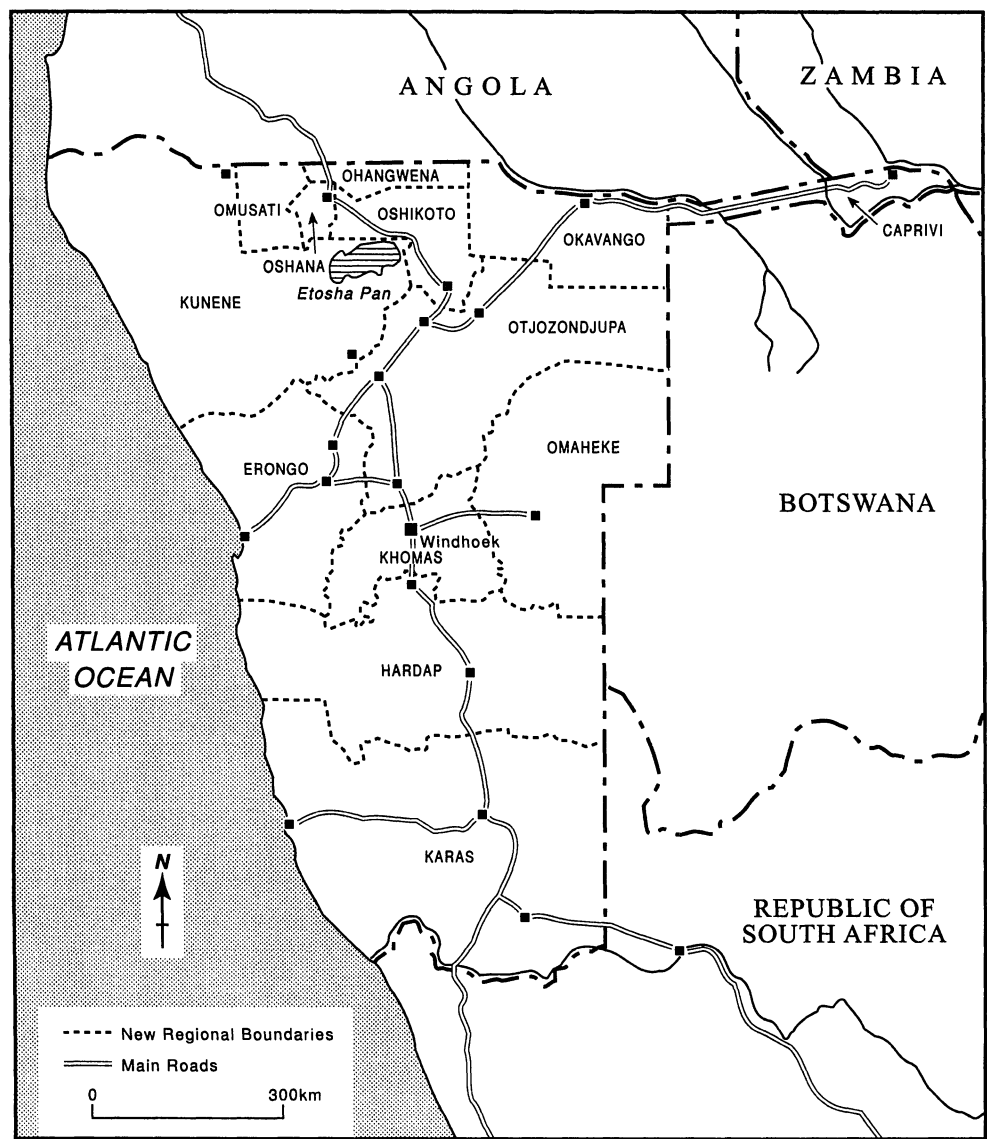 ANGOLA
ZAMBIA
OHANGWENA
OMUSATI
OSHIKOTO
OKAVANGO
CAPRIVI
OSHANA
Etosha Pan
KUNENE
OTJOZONDJUPA
OMAHEKE
ERONGO
BOTSWANA
Windhoek
KHOMAS
ATLANTIC
OCEAN
HARDAP
KARAS
N
REPUBLIC OF
SOUTH AFRICA
New Regional Boundaries
Main Roads
0 300km